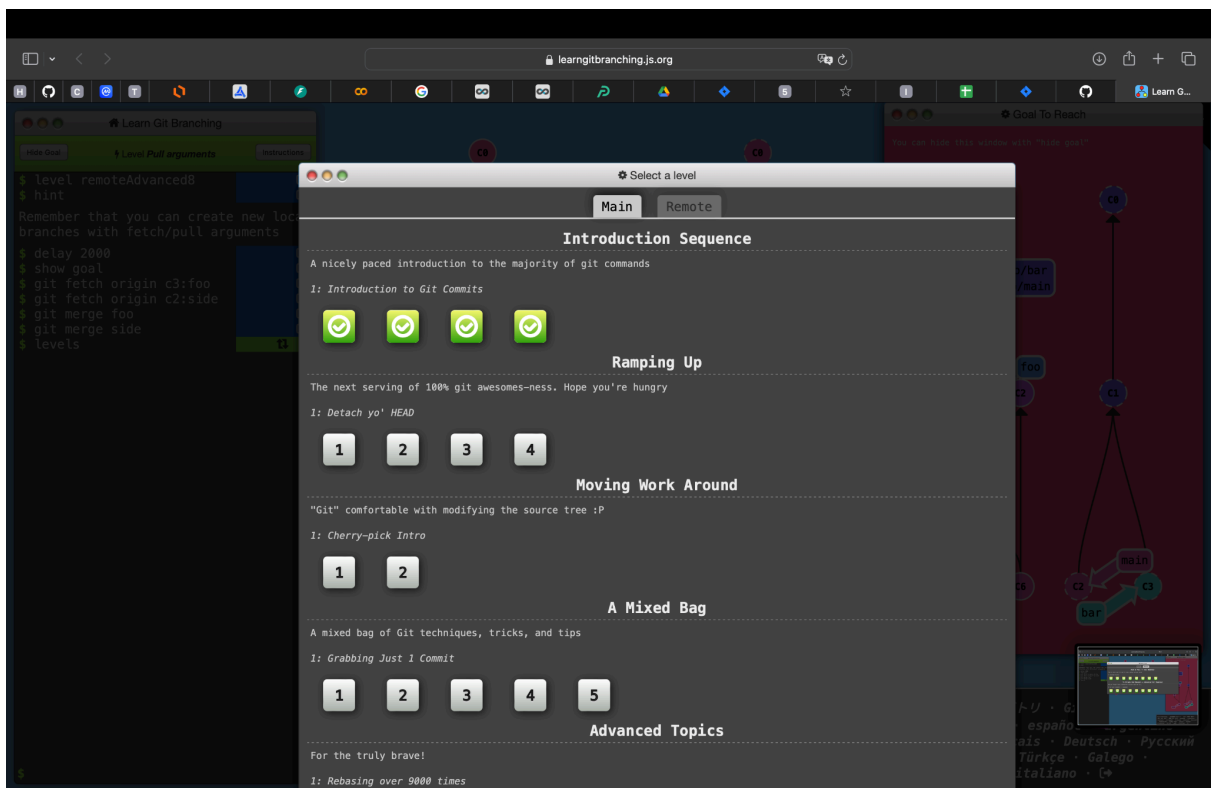 learngitbranching.js.org
Learn G...
Learn Git Branching
Hide Goal
Level Pull arguments
Instructions
$ level remoteAdvanced8
$ hint
Remember that you can create new loc
branches with fetch/pull arguments
$ delay 2000
$ show goal
$ git fetch origin c3:foo
$ git fetch origin c2:side
$ git merge foo
$ git merge side
$ levels
$
C0
C0
Goal To Reach
You can hide this window with "hide goal"
C0
o/bar
/main
foo
C2
C1
C6
main
C2
C3
bar
Select a level
Main
Remote
Introduction Sequence
A nicely paced introduction to the majority of git commands
1: Introduction to Git Commits
Ramping Up
The next serving of 100% git awesomes-ness. Hope you're hungry
1: Detach yo' HEAD
1 2 3 4
Moving Work Around
"Git" comfortable with modifying the source tree :P
1: Cherry-pick Intro
1 2
A Mixed Bag
A mixed bag of Git techniques, tricks, and tips
1: Grabbing Just 1 Commit
1 2 3 4 5
Advanced Topics
For the truly brave!
1: Rebasing over 9000 times
トリ · G
· españo
ais · Deutsch · Русский
Türkçe · Galego ·
italiano ·